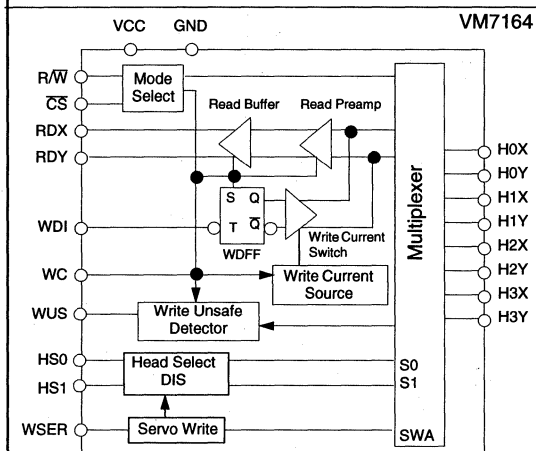 VM7164
VCC GND
R/W̅
C̅S̅
Mode
Select
Read Buffer Read Preamp
RDX
RDY
H0X
H0Y
H1X
H1Y
H2X
H2Y
H3X
H3Y
Multiplexer
S Q
T Q̅
WDFF
WDI
Write Current
Switch
WC
Write Current
Source
WUS
Write Unsafe
Detector
HS0
HS1
Head Select
DIS
S0
S1
WSER
Servo Write
SWA